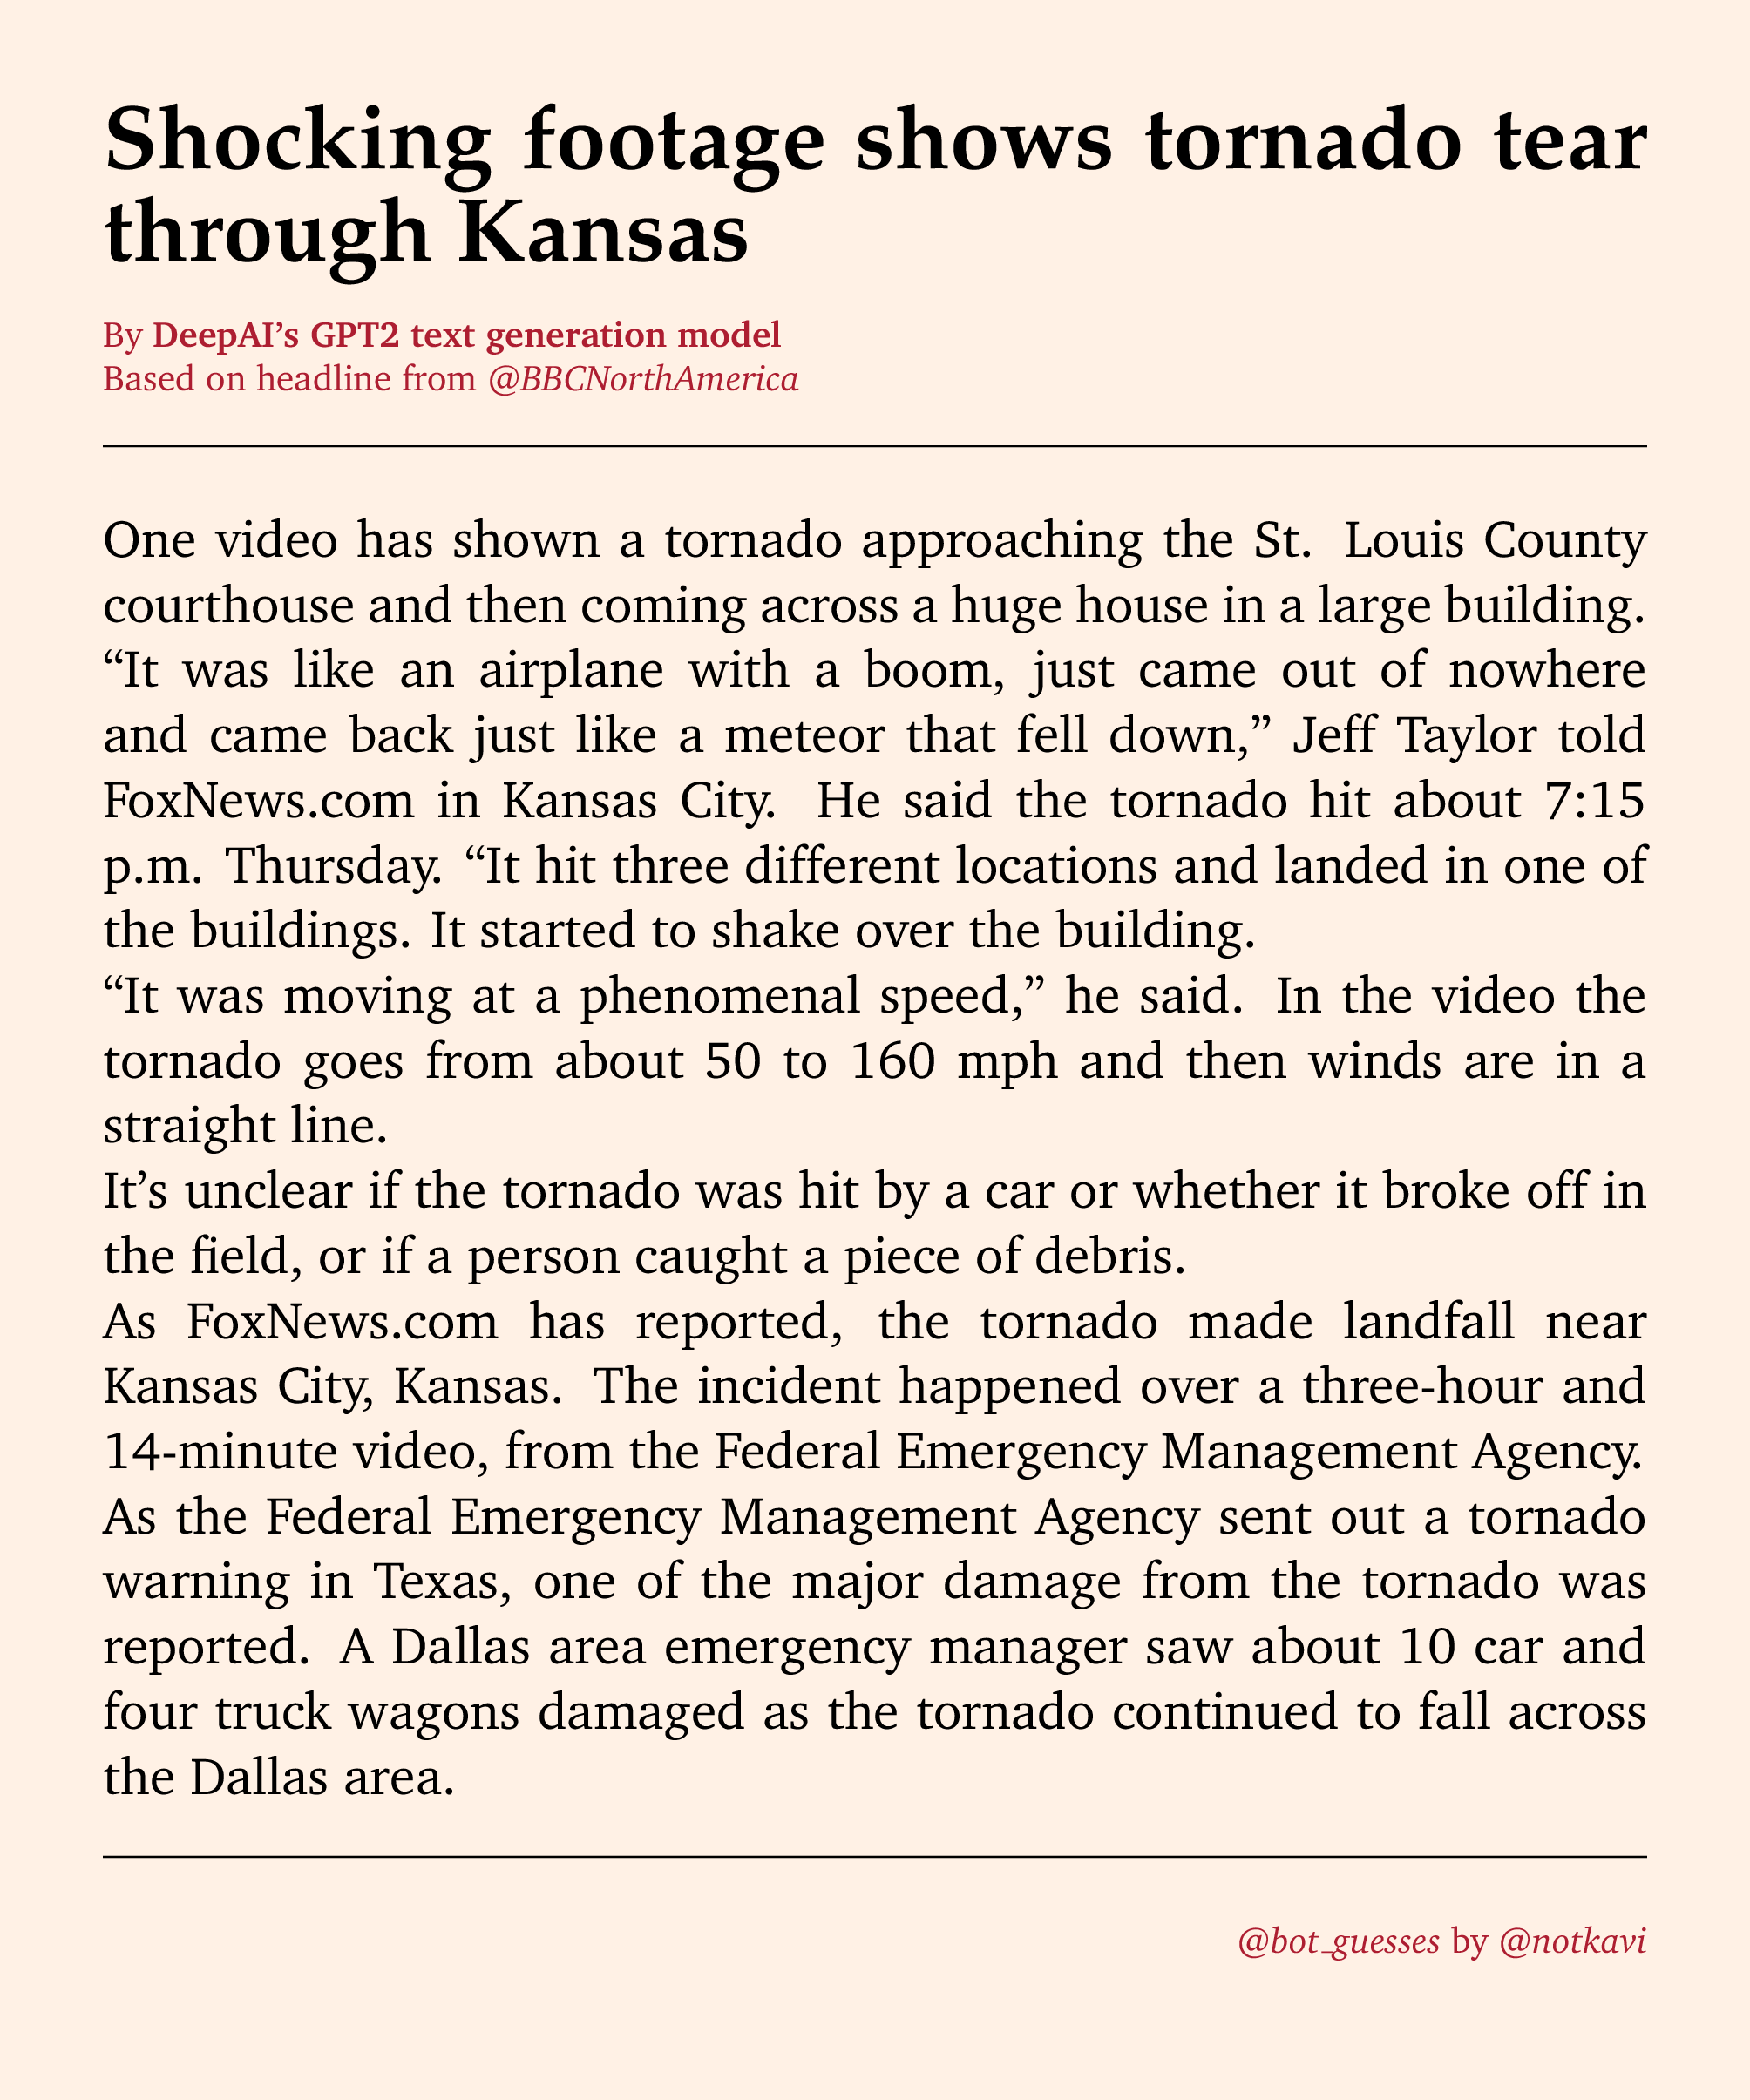 Shocking footage shows tornado tear
through Kansas
By DeepAI’s GPT2 text generation model
Based on headline from @BBCNorthAmerica
One video has shown a tornado approaching the St. Louis County
courthouse and then coming across a huge house in a large building.
“It was like an airplane with a boom, just came out of nowhere
and came back just like a meteor that fell down,” Jeff Taylor told
FoxNews.com in Kansas City. He said the tornado hit about 7:15
p.m. Thursday. “It hit three different locations and landed in one of
the buildings. It started to shake over the building.
“It was moving at a phenomenal speed,” he said. In the video the
tornado goes from about 50 to 160 mph and then winds are in a
straight line.
It’s unclear if the tornado was hit by a car or whether it broke off in
the field, or if a person caught a piece of debris.
As FoxNews.com has reported, the tornado made landfall near
Kansas City, Kansas. The incident happened over a three-hour and
14-minute video, from the Federal Emergency Management Agency.
As the Federal Emergency Management Agency sent out a tornado
warning in Texas, one of the major damage from the tornado was
reported. A Dallas area emergency manager saw about 10 car and
four truck wagons damaged as the tornado continued to fall across
the Dallas area.
@bot_guesses by @notkavi